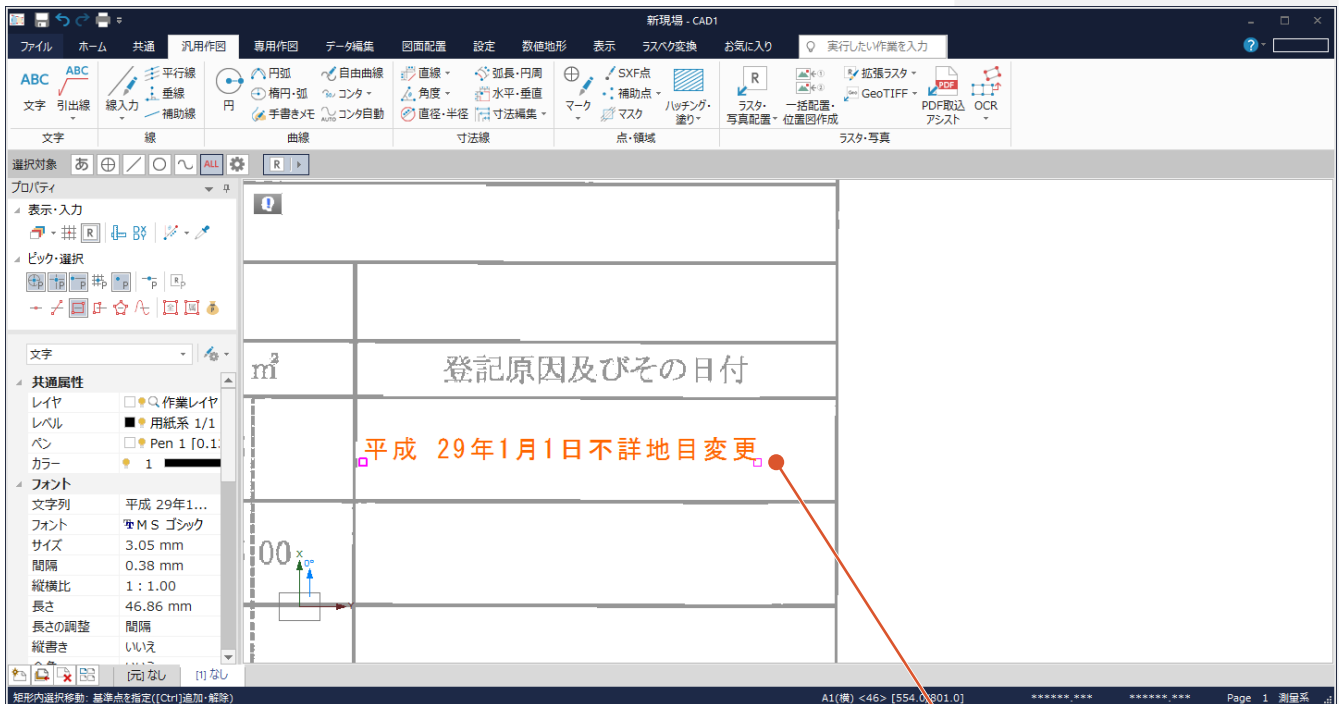 新現場 - CAD1
ファイル ホーム 共通 汎用作図 専用作図 データ編集 図面配置 設定 数値地形 表示 ラスベク変換 お気に入り 実行したい作業を入力
ABC 文字
ABC 引出線
文字
線入力
平行線
垂線
補助線
線
円
円弧
楕円・弧
手書きメモ
自由曲線
コンタ
AUTO コンタ自動
曲線
直線
角度
直径・半径
弧長・円周
水平・垂直
寸法編集
寸法線
マーク
SXF点
補助点
マスク
ハッチング・塗り
点・領域
R
ラスタ・写真配置
一括配置・位置図作成
拡張ラスタ
GeoTIFF
PDF
PDF取込アシスト
OCR
ラスタ・写真
選択対象 あ ALL R
プロパティ
表示・入力
R
ピック・選択
文字
共通属性
レイヤ 作業レイヤ
レベル 用紙系 1/1
ペン Pen 1 [0.1
カラー 1
フォント
文字列 平成 29年1...
フォント ＭＳ ゴシック
サイズ 3.05 mm
間隔 0.38 mm
縦横比 1 : 1.00
長さ 46.86 mm
長さの調整 間隔
縦書き いいえ
㎡ 登記原因及びその日付
平成 29年1月1日不詳地目変更
00
X
0°
Y
[元] なし [1] なし
矩形内選択移動: 基準点を指定([Ctrl]追加・解除) A1(横) <46> [554.0,801.0] ******.*** ******.*** Page 1 測量系